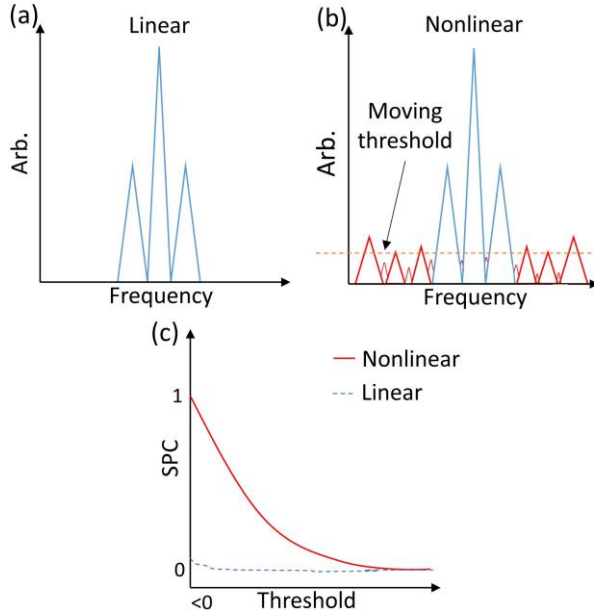 (a)
Linear
Arb.
Frequency
(b)
Nonlinear
Moving
threshold
Arb.
Frequency
(c)
Nonlinear
Linear
1
SPC
0
<0
Threshold